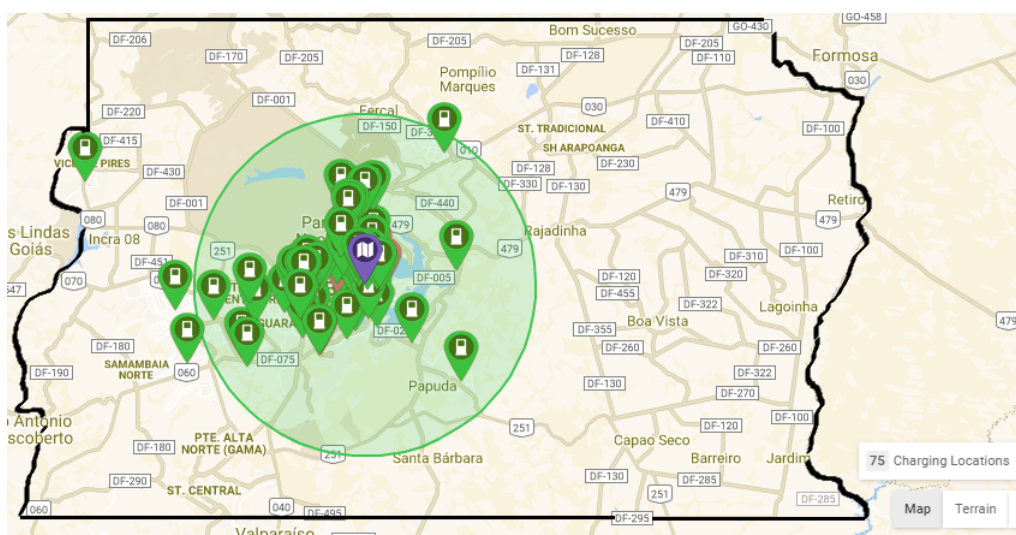 GO-458
DF-206
Bom Sucesso
GO-430
DF-205
DF-205
DF-170
DF-205
DF-128
DF-110
Formosa
DF-131
Pompílio
Marques
030
DF-001
DF-220
030
Fercal
DF-150
ST. TRADICIONAL
DF-410
DF-100
DF-415
010
SH ARAPOANGA
PIRES
DF-230
DF-430
DF-128
DF-330
DF-130
479
DF-001
DF-440
Retiro
080
479
479
s Lindas
Goiás
Incra 08
251
479
Rajadinha
DF-100
DF-310
DF-451
DF-005
DF-120
DF-320
070
DF-455
DF-322
Lagoinha
GUARA
Boa Vista
DF-355
479
DF-180
DF-075
DF-260
DF-260
SAMAMBAIA
NORTE
060
DF-190
DF-322
Papuda
DF-130
DF-270
o Antonio
scoberto
DF-100
DF-120
251
PTE. ALTA
NORTE (GAMA)
DF-180
251
Santa Bárbara
Capao Seco
Barreiro
Jardim
75 Charging Locations
DF-290
DF-130
DF-285
ST. CENTRAL
251
DF-285
060
040
DF-495
DF-295
Map
Terrain
Valparaíso